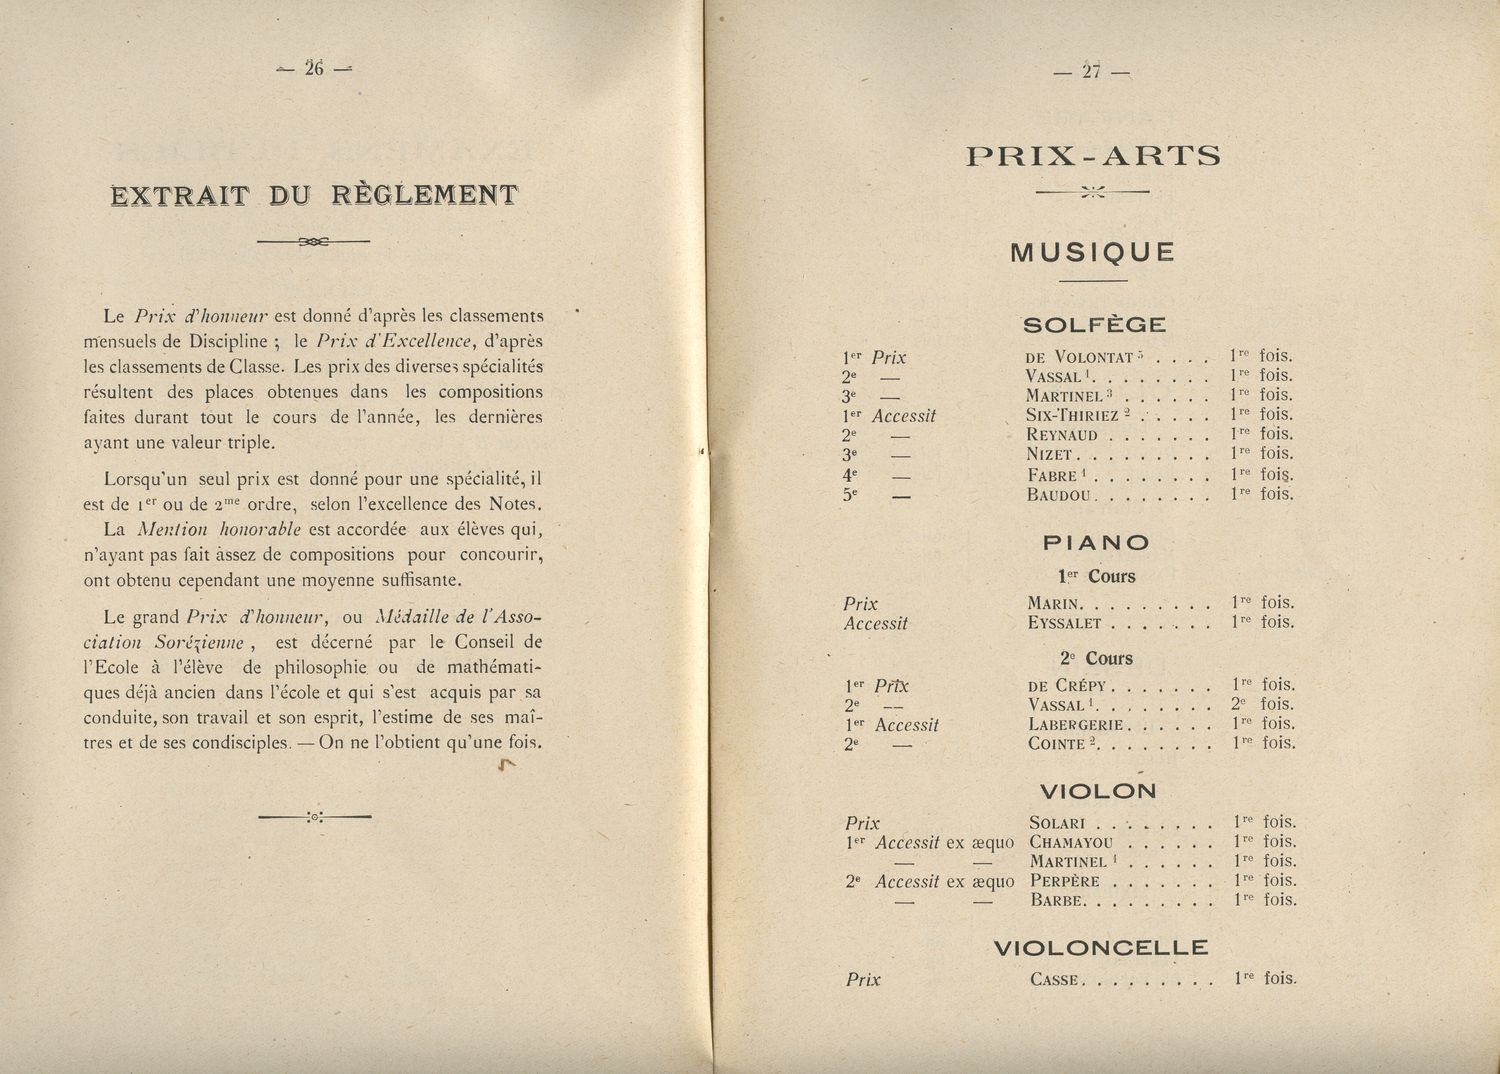 — 26 —
EXTRAIT DU RÈGLEMENT
Le Prix d'honneur est donné d'après les classements
mensuels de Discipline ; le Prix d'Excellence, d'après
les classements de Classe. Les prix des diverses spécialités
résultent des places obtenues dans les compositions
faites durant tout le cours de l'année, les dernières
ayant une valeur triple.
Lorsqu'un seul prix est donné pour une spécialité, il
est de 1er ou de 2me ordre, selon l'excellence des Notes.
La Mention honorable est accordée aux élèves qui,
n'ayant pas fait assez de compositions pour concourir,
ont obtenu cependant une moyenne suffisante.
Le grand Prix d'honneur, ou Médaille de l'Asso-
ciation Sorézienne , est décerné par le Conseil de
l'Ecole à l'élève de philosophie ou de mathémati-
ques déjà ancien dans l'école et qui s'est acquis par sa
conduite, son travail et son esprit, l'estime de ses maî-
tres et de ses condisciples. — On ne l'obtient qu'une fois.
— 27 —
PRIX-ARTS
MUSIQUE
SOLFÈGE
1er Prix DE VOLONTAT 5 . . . . 1re fois.
2e — VASSAL 1. . . . . . . . 1re fois.
3e — MARTINEL 3 . . . . . . 1re fois.
1er Accessit SIX-THIRIEZ 2 . . . . . 1re fois.
2e — REYNAUD . . . . . . . 1re fois.
3e — NIZET. . . . . . . . . 1re fois.
4e — FABRE 1 . . . . . . . . 1re fois.
5e — BAUDOU. . . . . . . . 1re fois.
PIANO
1er Cours
Prix MARIN. . . . . . . . . 1re fois.
Accessit EYSSALET . . . . . . . 1re fois.
2e Cours
1er Prix DE CRÉPY. . . . . . . 1re fois.
2e — VASSAL 1. . . . . . . . 2e fois.
1er Accessit LABERGERIE. . . . . . 1re fois.
2e — COINTE 2. . . . . . . . 1re fois.
VIOLON
Prix SOLARI . . . . . . . . 1re fois.
1er Accessit ex æquo CHAMAYOU . . . . . . 1re fois.
— — MARTINEL 1 . . . . . . 1re fois.
2e Accessit ex æquo PERPÈRE . . . . . . . 1re fois.
— — BARBE. . . . . . . . . 1re fois.
VIOLONCELLE
Prix CASSE. . . . . . . . . 1re fois.